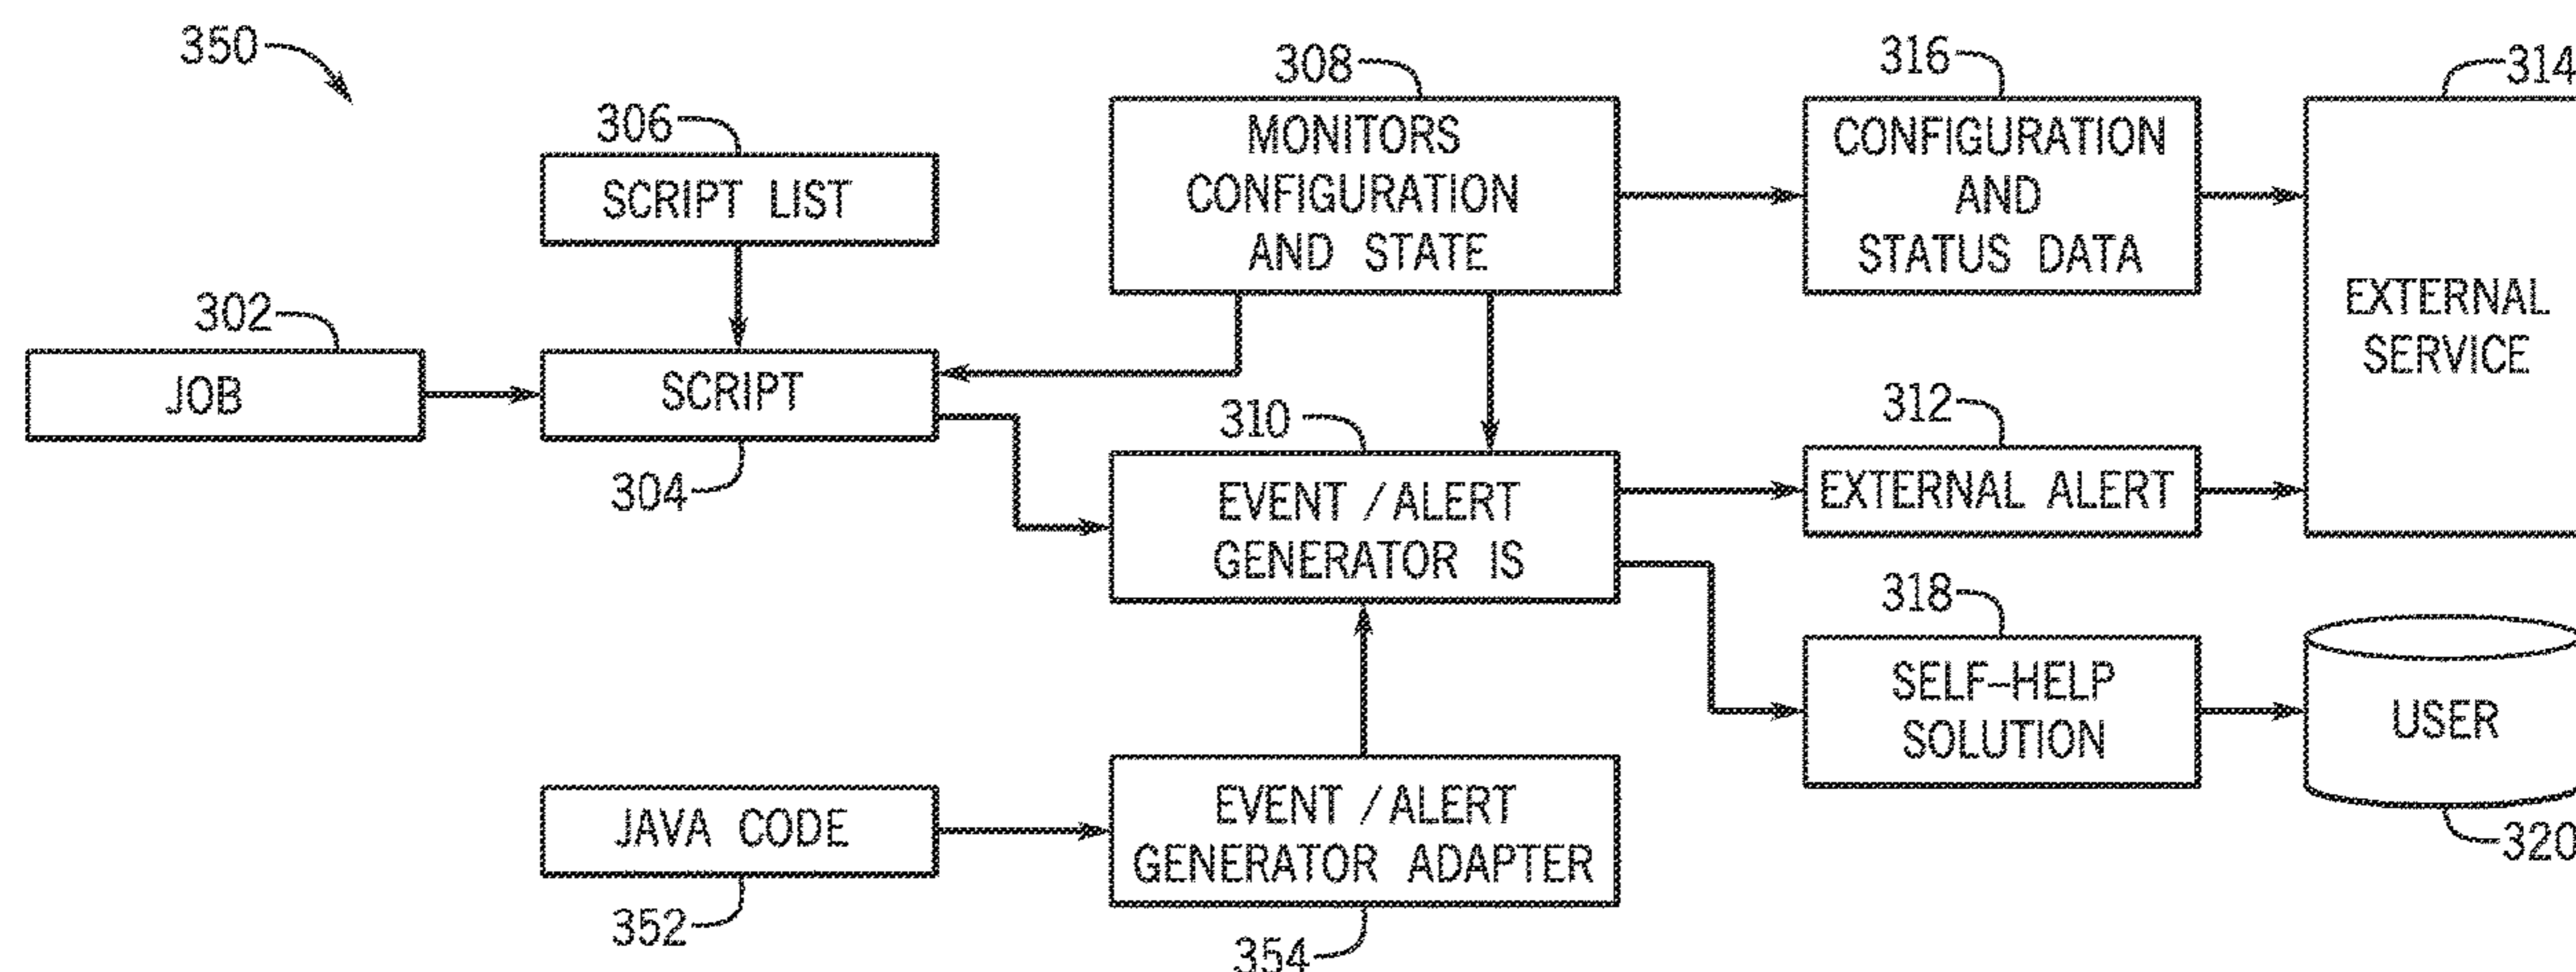 350
308
316
314
306
MONITORS
CONFIGURATION
AND STATE
CONFIGURATION
AND
STATUS DATA
SCRIPT LIST
EXTERNAL
SERVICE
302
JOB
SCRIPT
304
310
312
EVENT / ALERT
GENERATOR IS
EXTERNAL ALERT
318
SELF-HELP
SOLUTION
USER
320
JAVA CODE
352
EVENT / ALERT
GENERATOR ADAPTER
354